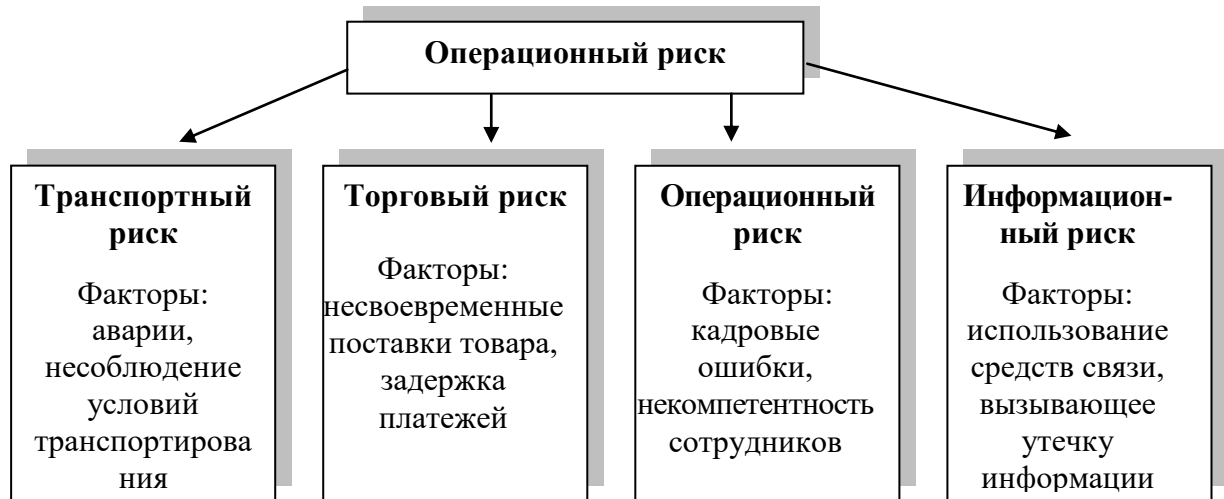 Операционный риск
Транспортный
риск
Факторы:
аварии,
несоблюдение
условий
транспортирова
ния
Торговый риск
Факторы:
несвоевременные
поставки товара,
задержка
платежей
Операционный
риск
Факторы:
кадровые
ошибки,
некомпетентность
сотрудников
Информацион-
ный риск
Факторы:
использование
средств связи,
вызывающее
утечку
информации